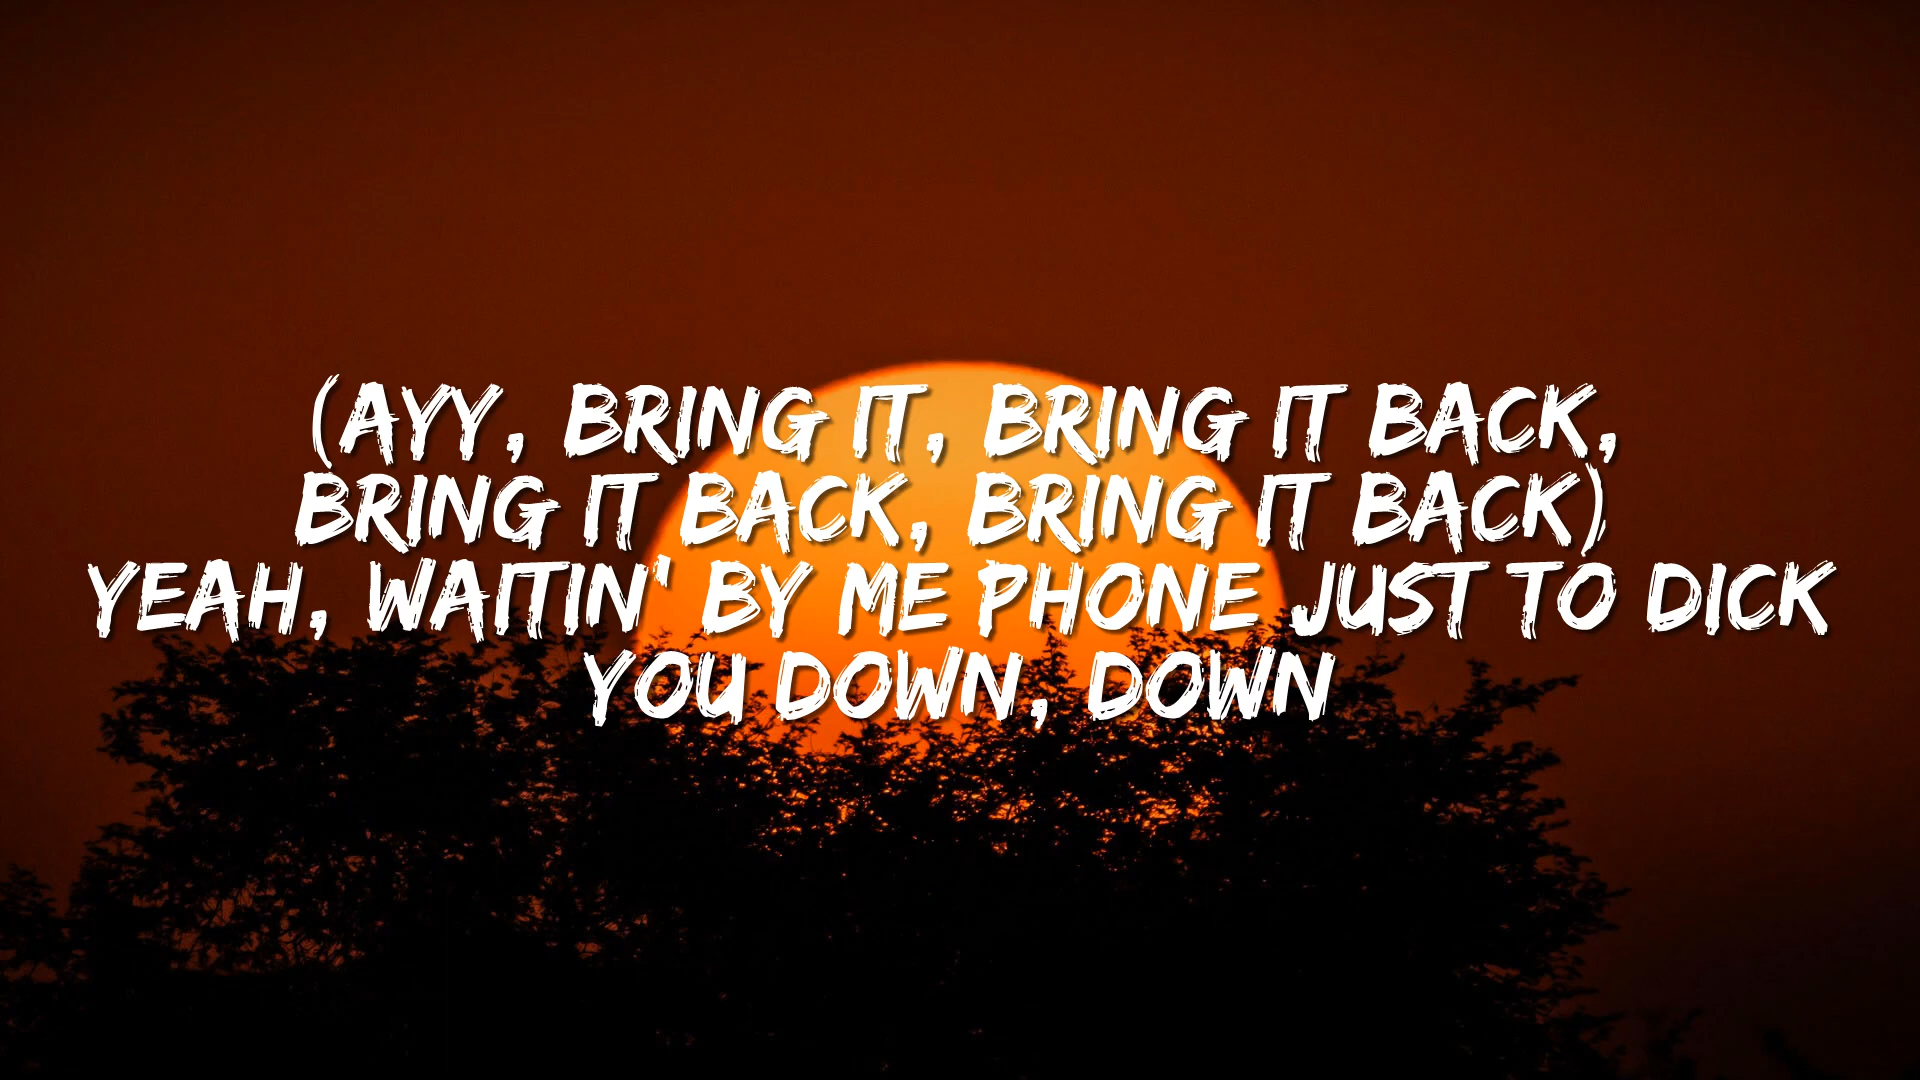 (AYY, BRING IT, BRING IT BACK,
BRING IT BACK, BRING IT BACK)
YEAH, WAITIN' BY ME PHONE JUST TO DICK
YOU DOWN, DOWN